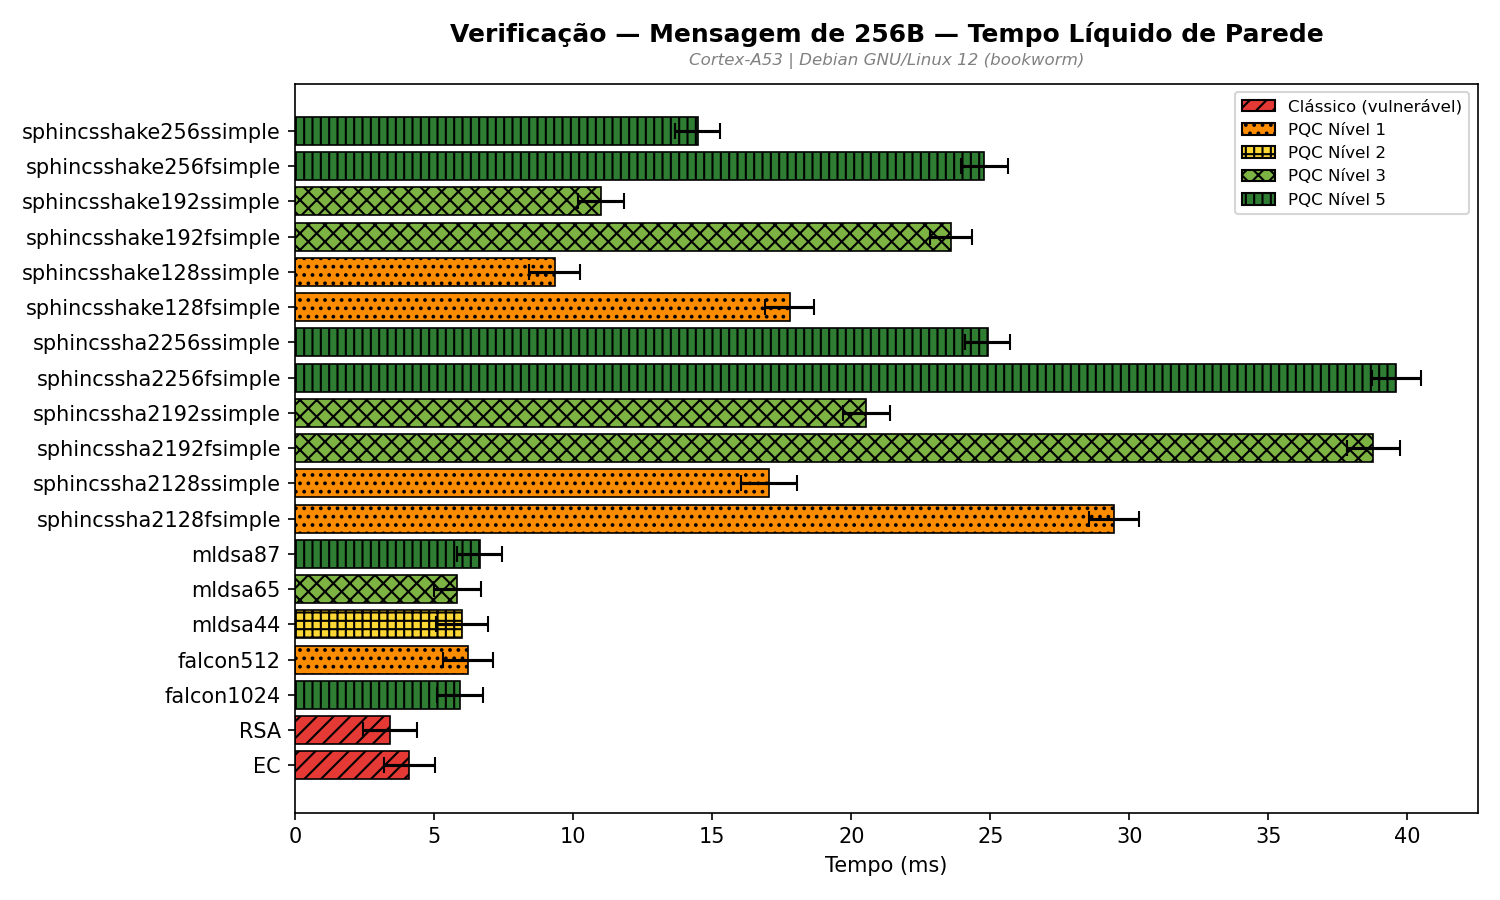 Verificação — Mensagem de 256B — Tempo Líquido de Parede
Cortex-A53 | Debian GNU/Linux 12 (bookworm)
Clássico (vulnerável)
PQC Nível 1
PQC Nível 2
PQC Nível 3
PQC Nível 5
sphincsshake256ssimple
sphincsshake256fsimple
sphincsshake192ssimple
sphincsshake192fsimple
sphincsshake128ssimple
sphincsshake128fsimple
sphincssha2256ssimple
sphincssha2256fsimple
sphincssha2192ssimple
sphincssha2192fsimple
sphincssha2128ssimple
sphincssha2128fsimple
mldsa87
mldsa65
mldsa44
falcon512
falcon1024
RSA
EC
0 5 10 15 20 25 30 35 40
Tempo (ms)